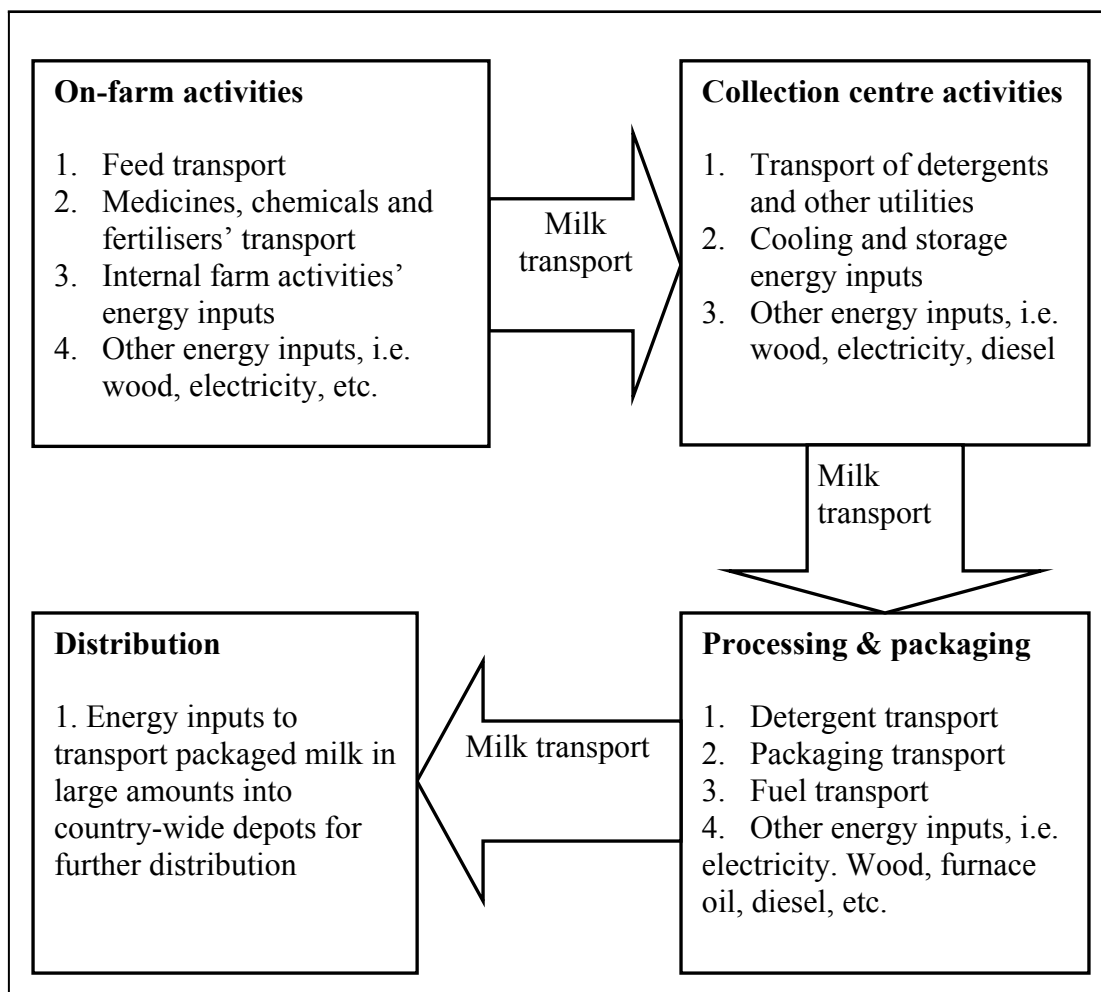 On-farm activities
1. Feed transport
2. Medicines, chemicals and
fertilisers’ transport
3. Internal farm activities’
energy inputs
4. Other energy inputs, i.e.
wood, electricity, etc.
Milk
transport
Collection centre activities
1. Transport of detergents
and other utilities
2. Cooling and storage
energy inputs
3. Other energy inputs, i.e.
wood, electricity, diesel
Milk
transport
Processing & packaging
1. Detergent transport
2. Packaging transport
3. Fuel transport
4. Other energy inputs, i.e.
electricity. Wood, furnace
oil, diesel, etc.
Milk transport
Distribution
1. Energy inputs to
transport packaged milk in
large amounts into
country-wide depots for
further distribution